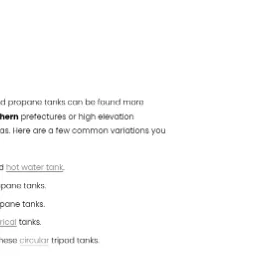 d propane tanks can be found more
hern prefectures or high elevation
as. Here are a few common variations you
d hot water tank.
pane tanks.
pane tanks.
rical tanks.
hese circular tripod tanks.